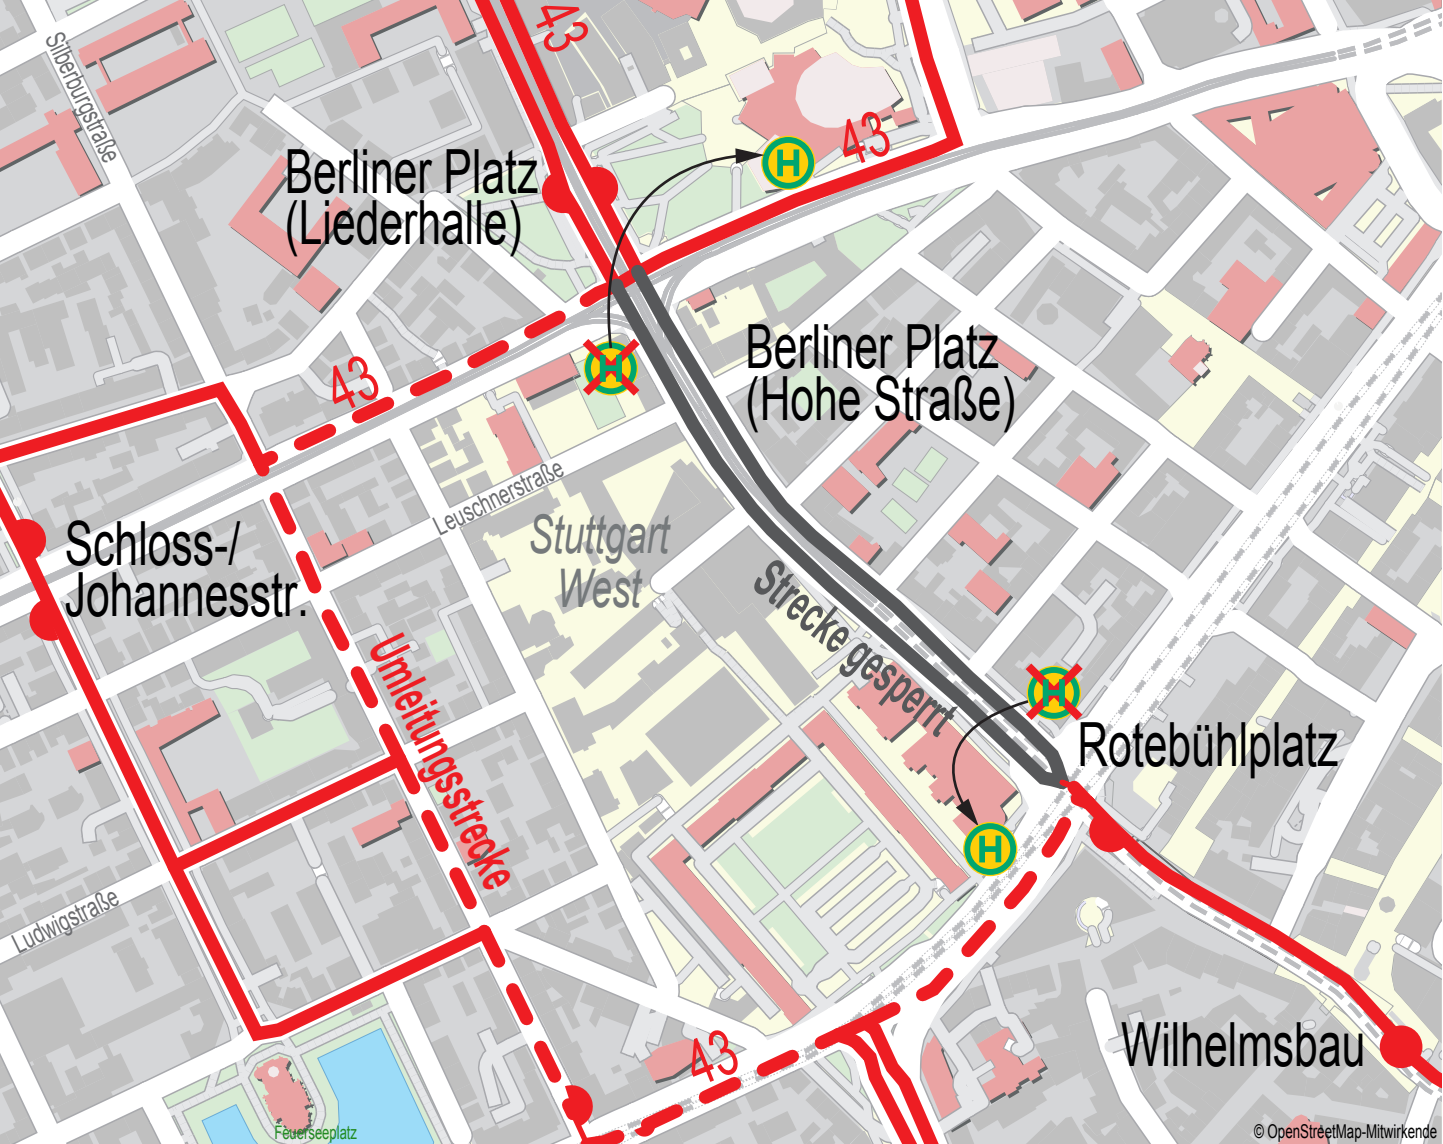 43
Silberburgstraße
43
Berliner Platz
(Liederhalle)
H
H
Berliner Platz
(Hohe Straße)
43
Leuschnerstraße
Stuttgart
West
Schloss-/
Johannesstr.
Strecke gesperrt
Umleitungsstrecke
H
Rotebühlplatz
H
Ludwigstraße
43
Wilhelmsbau
Feuerseeplatz
© OpenStreetMap-Mitwirkende